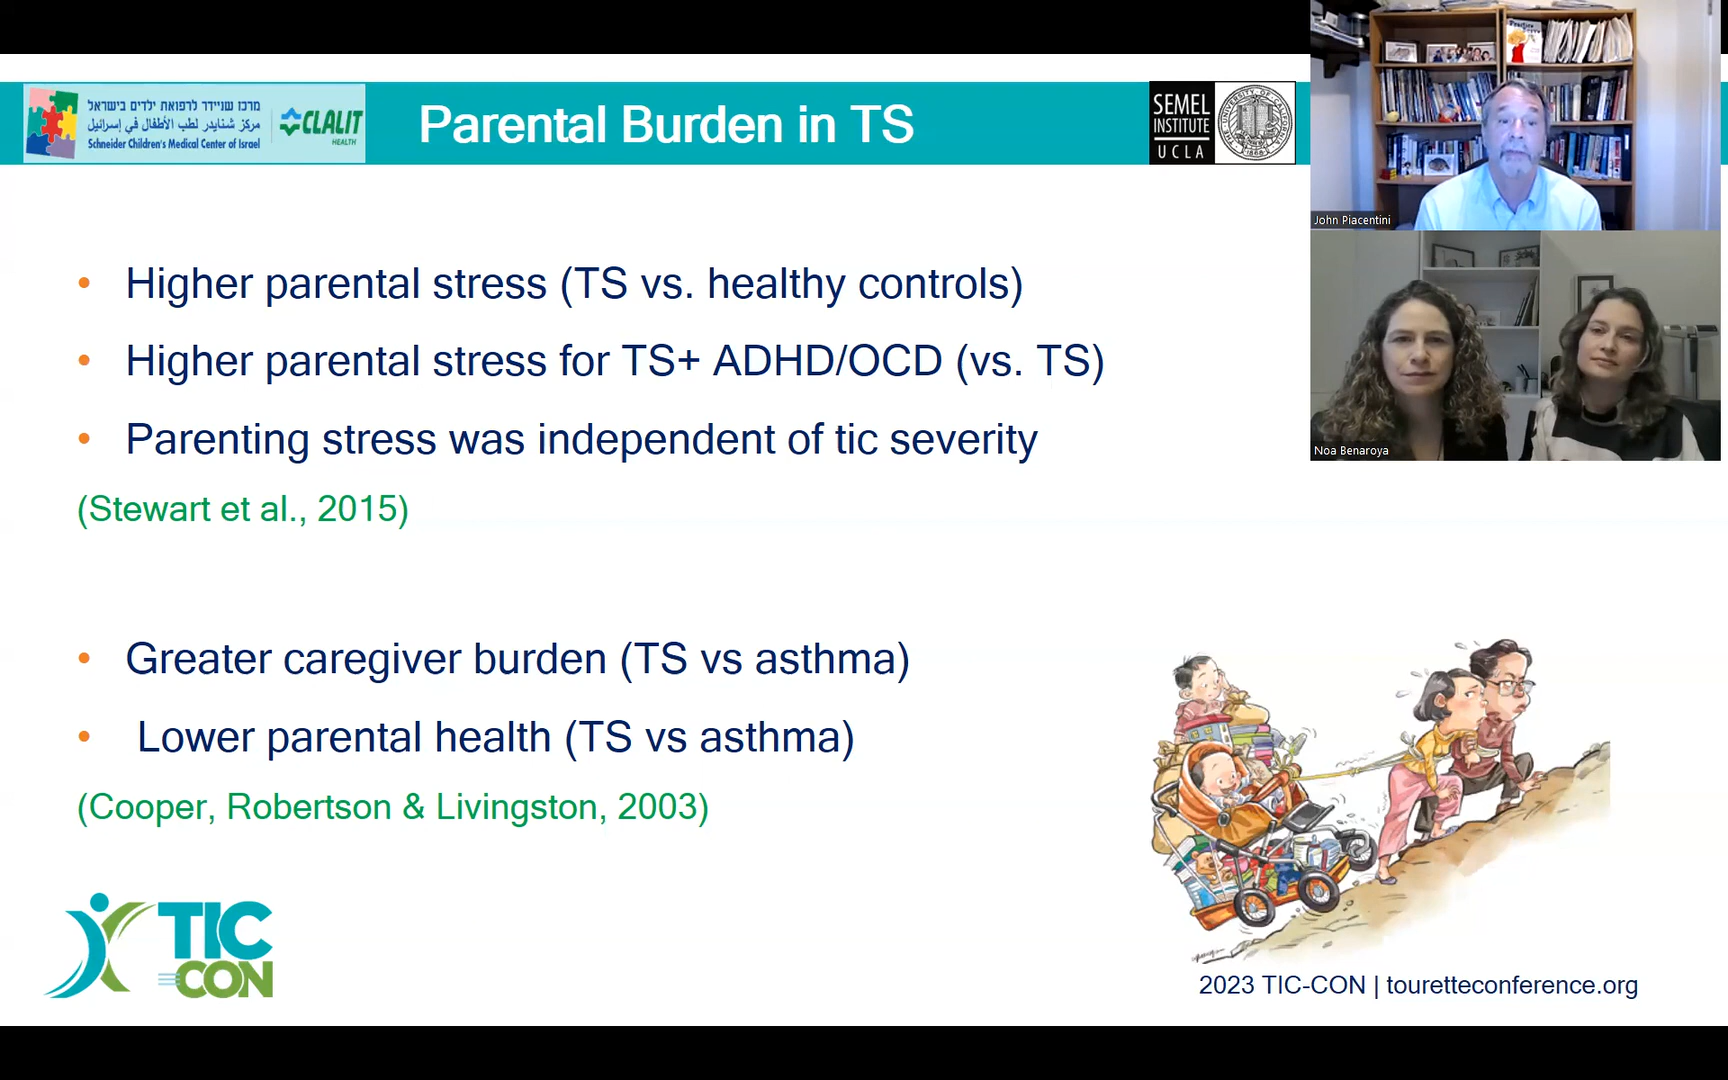 מרכז שניידר לרפואת ילדים בישראל
مركز شنايدر لطب الأطفال في إسرائيل
Schneider Children's Medical Center of Israel
CLALIT
HEALTH
Parental Burden in TS
SEMEL
INSTITUTE
UCLA
John Piacentini
Noa Benaroya
• Higher parental stress (TS vs. healthy controls)
• Higher parental stress for TS+ ADHD/OCD (vs. TS)
• Parenting stress was independent of tic severity
(Stewart et al., 2015)
• Greater caregiver burden (TS vs asthma)
• Lower parental health (TS vs asthma)
(Cooper, Robertson & Livingston, 2003)
TIC
CON
2023 TIC-CON | touretteconference.org